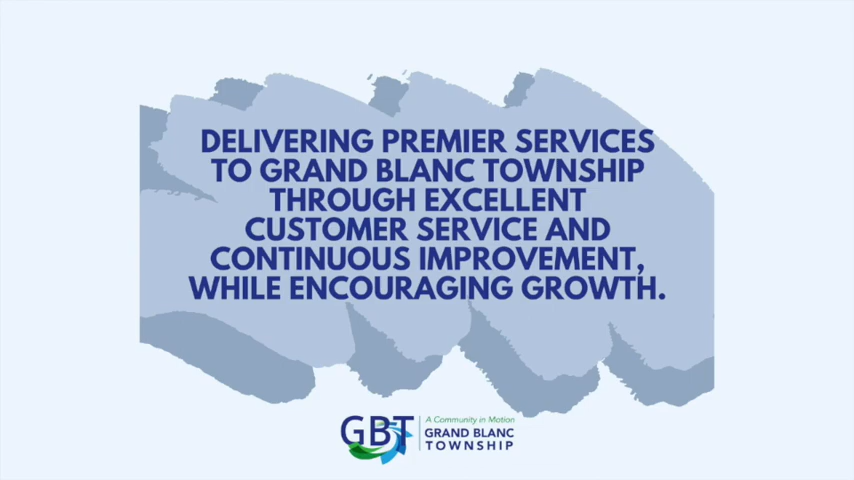 DELIVERING PREMIER SERVICES
TO GRAND BLANC TOWNSHIP
THROUGH EXCELLENT
CUSTOMER SERVICE AND
CONTINUOUS IMPROVEMENT,
WHILE ENCOURAGING GROWTH.
GBT
A Community in Motion
GRAND BLANC
TOWNSHIP